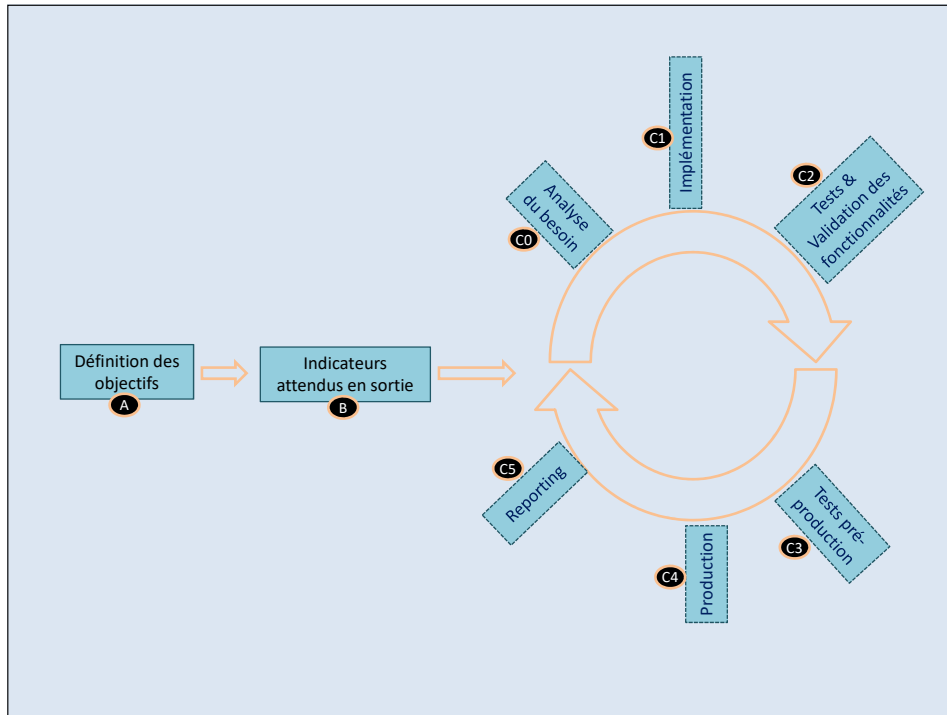 Définition des
objectifs
A
Indicateurs
attendus en sortie
B
Analyse
du besoin
C0
Implémentation
C1
Tests &
Validation des
fonctionnalités
C2
Tests pré-
production
C3
Production
C4
Reporting
C5